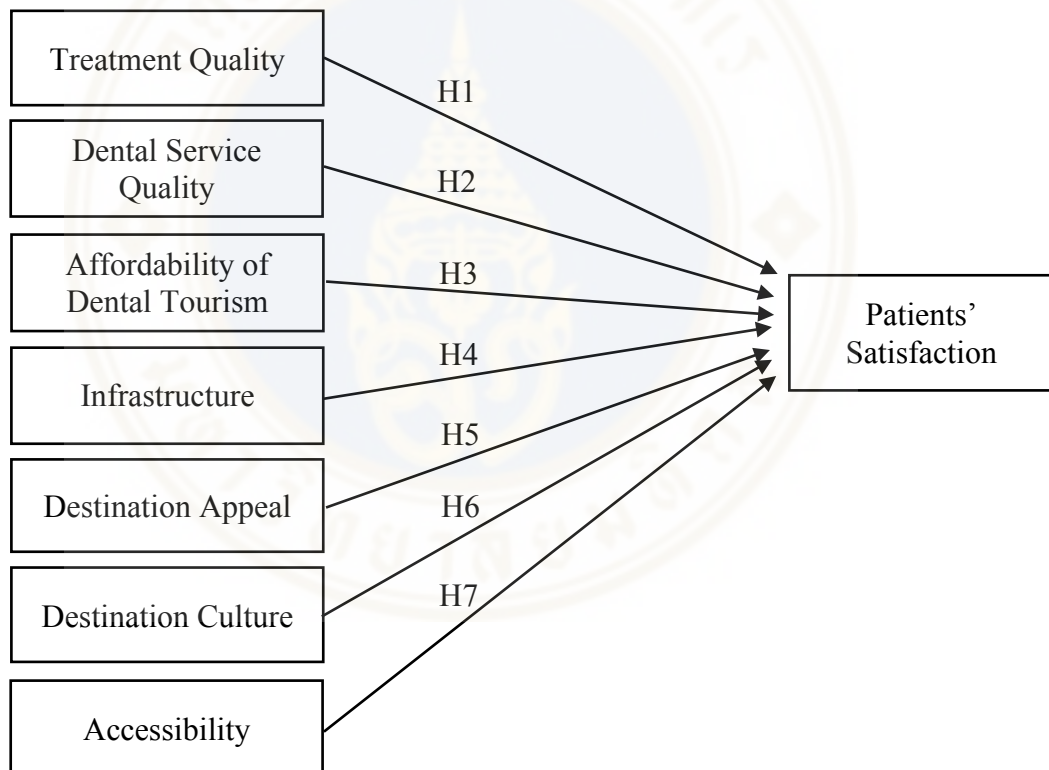 Treatment Quality
H1
Dental Service
Quality
H2
Affordability of
Dental Tourism
H3
Patients’
Satisfaction
Infrastructure
H4
Destination Appeal
H5
Destination Culture
H6
Accessibility
H7